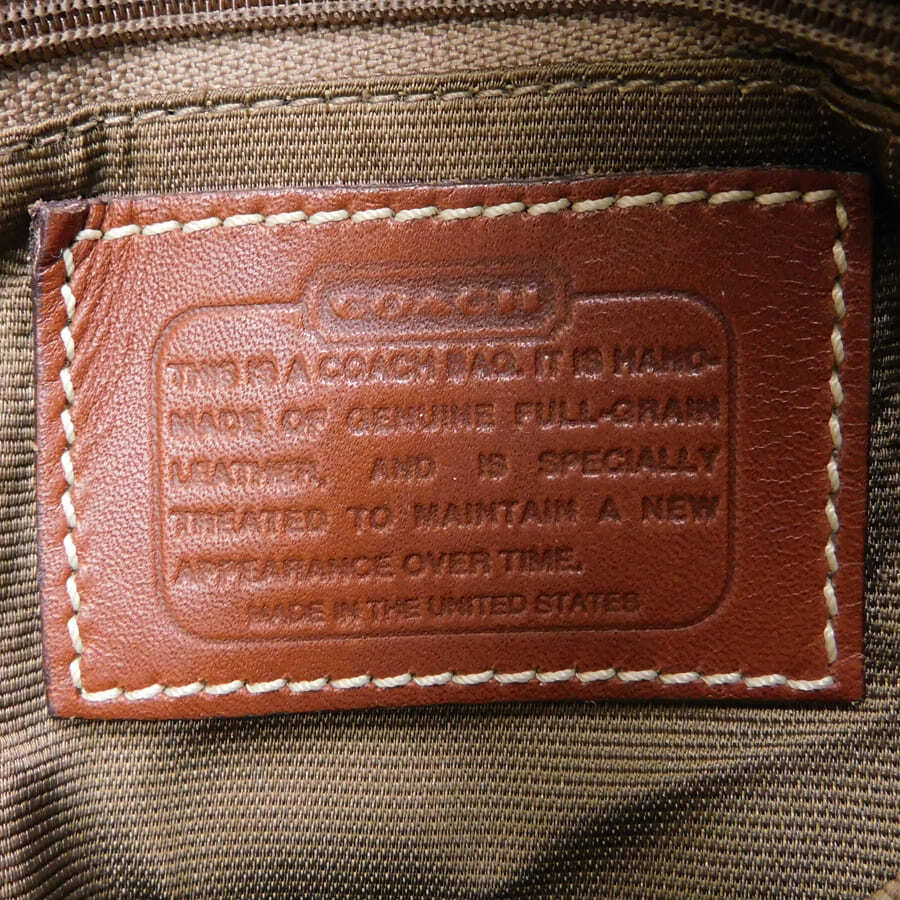 COACH
THIS IS A COACH BAG. IT IS HAND-
MADE OF GENUINE FULL-GRAIN
LEATHER, AND IS SPECIALLY
TREATED TO MAINTAIN A NEW
APPEARANCE OVER TIME.
MADE IN THE UNITED STATES